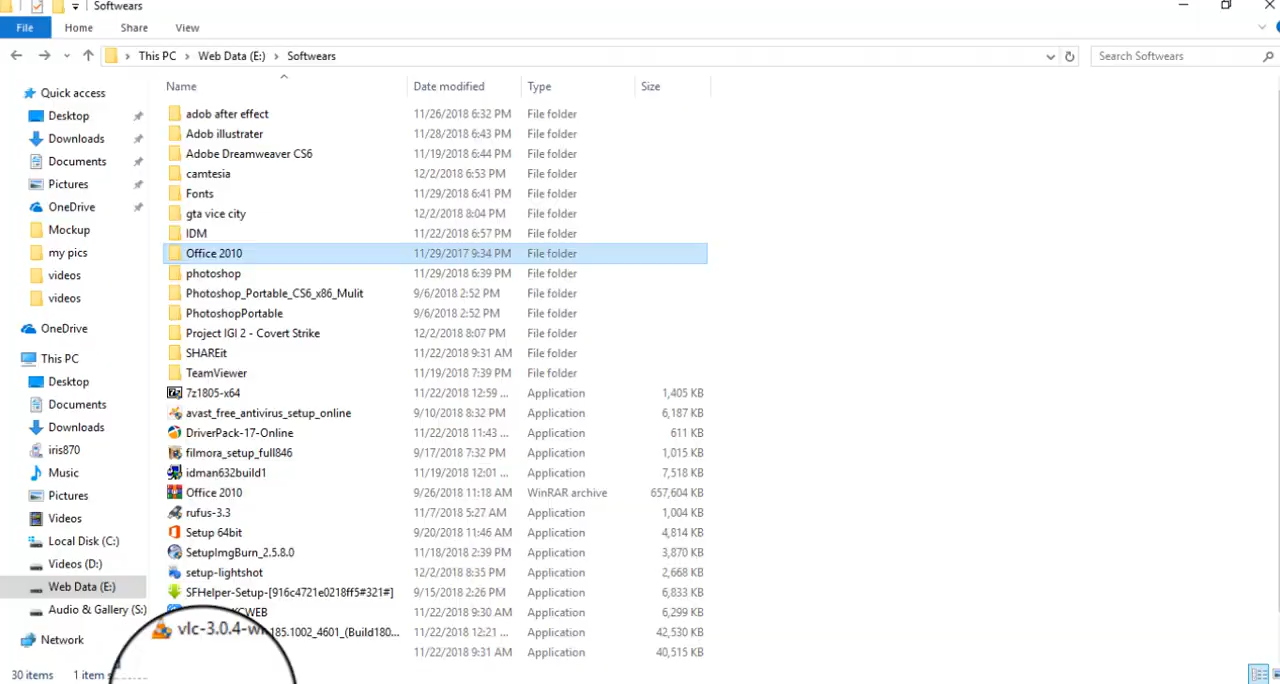 Softwears
File Home Share View
This PC Web Data (E:) Softwears Search Softwears
Name Date modified Type Size
Quick access
Desktop
Downloads
Documents
Pictures
OneDrive
Mockup
my pics
videos
videos
OneDrive
This PC
Desktop
Documents
Downloads
iris870
Music
Pictures
Videos
Local Disk (C:)
Videos (D:)
Web Data (E:)
Audio & Gallery (S:)
Network
adob after effect 11/26/2018 6:32 PM File folder
Adob illustrater 11/28/2018 6:43 PM File folder
Adobe Dreamweaver CS6 11/19/2018 6:44 PM File folder
camtesia 12/2/2018 6:53 PM File folder
Fonts 11/29/2018 6:41 PM File folder
gta vice city 12/2/2018 8:04 PM File folder
IDM 11/22/2018 6:57 PM File folder
Office 2010 11/29/2017 9:34 PM File folder
photoshop 11/29/2018 6:39 PM File folder
Photoshop_Portable_CS6_x86_Mulit 9/6/2018 2:52 PM File folder
PhotoshopPortable 9/6/2018 2:52 PM File folder
Project IGI 2 - Covert Strike 12/2/2018 8:07 PM File folder
SHAREit 11/22/2018 9:31 AM File folder
TeamViewer 11/19/2018 7:39 PM File folder
7z1805-x64 11/22/2018 12:59 ... Application 1,405 KB
avast_free_antivirus_setup_online 9/10/2018 8:32 PM Application 6,187 KB
DriverPack-17-Online 11/22/2018 11:43 ... Application 611 KB
filmora_setup_full846 9/17/2018 7:32 PM Application 1,015 KB
idman632build1 11/19/2018 12:01 ... Application 7,518 KB
Office 2010 9/26/2018 11:18 AM WinRAR archive 657,604 KB
rufus-3.3 11/7/2018 5:27 AM Application 1,004 KB
Setup 64bit 9/20/2018 11:46 AM Application 4,814 KB
SetupImgBurn_2.5.8.0 11/18/2018 2:39 PM Application 3,870 KB
setup-lightshot 12/2/2018 8:35 PM Application 2,668 KB
SFHelper-Setup-[916c4721e0218ff5#321#] 9/15/2018 2:26 PM Application 6,833 KB
KCWEB 11/22/2018 9:30 AM Application 6,299 KB
vlc-3.0.4-w 185.1002_4601_(Build180... 11/22/2018 12:21 ... Application 42,530 KB
11/22/2018 9:31 AM Application 40,515 KB
30 items 1 item